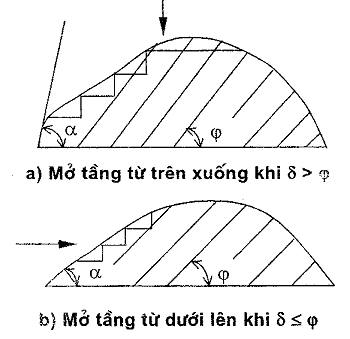 α
φ
a) Mở tầng từ trên xuống khi δ > φ
α
φ
b) Mở tầng từ dưới lên khi δ ≤ φ